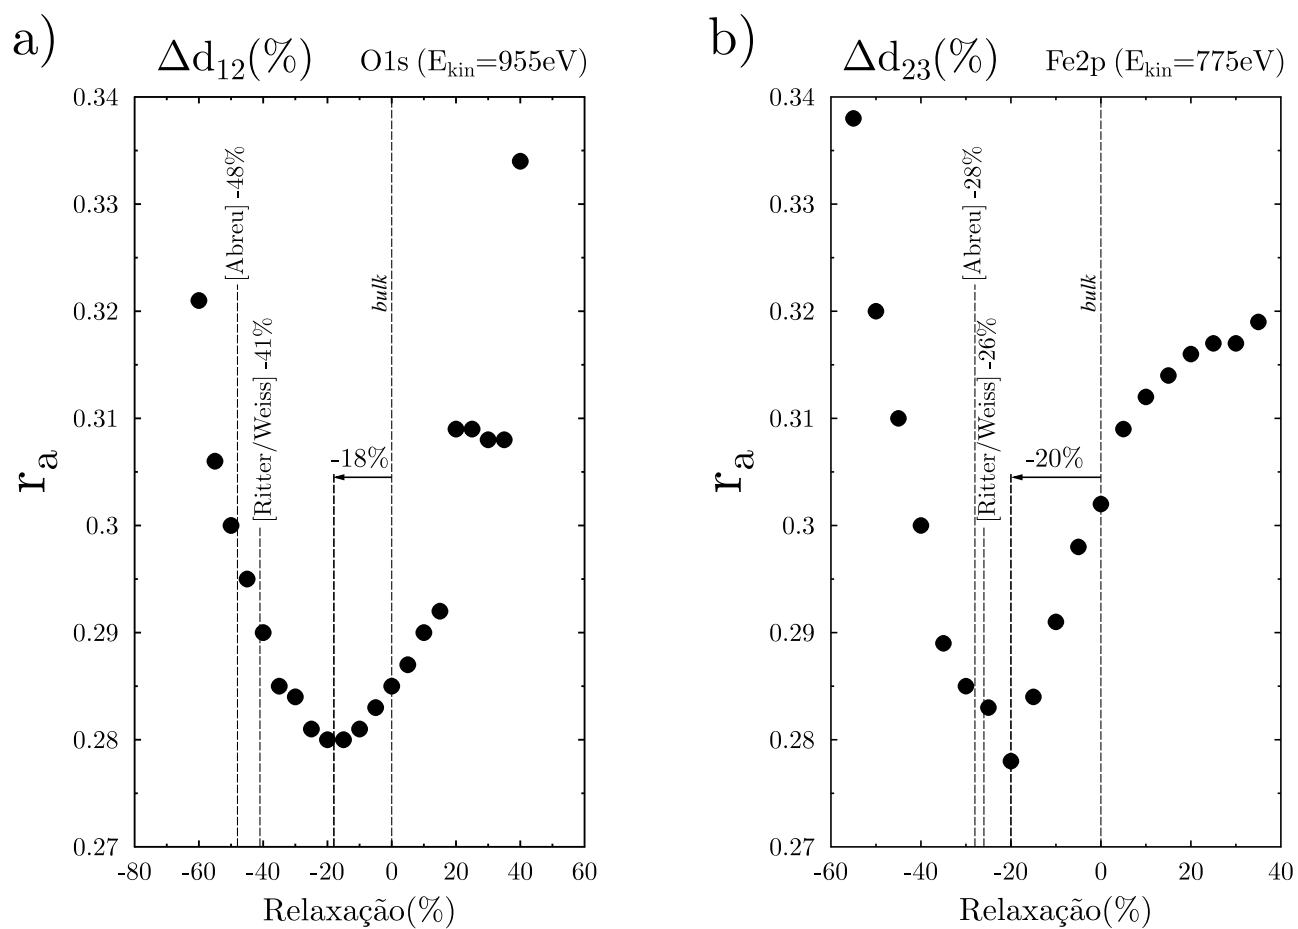 a)
Δd12(%) O1s (Ekin=955eV)
0.34
0.33
0.32
0.31
0.3
0.29
0.28
0.27
ra
[Abreu] -48%
[Ritter/Weiss] -41%
bulk
-18%
-80 -60 -40 -20 0 20 40 60
Relaxação(%)
b)
Δd23(%) Fe2p (Ekin=775eV)
0.34
0.33
0.32
0.31
0.3
0.29
0.28
0.27
ra
[Abreu] -28%
[Ritter/Weiss] -26%
bulk
-20%
-60 -40 -20 0 20 40
Relaxação(%)